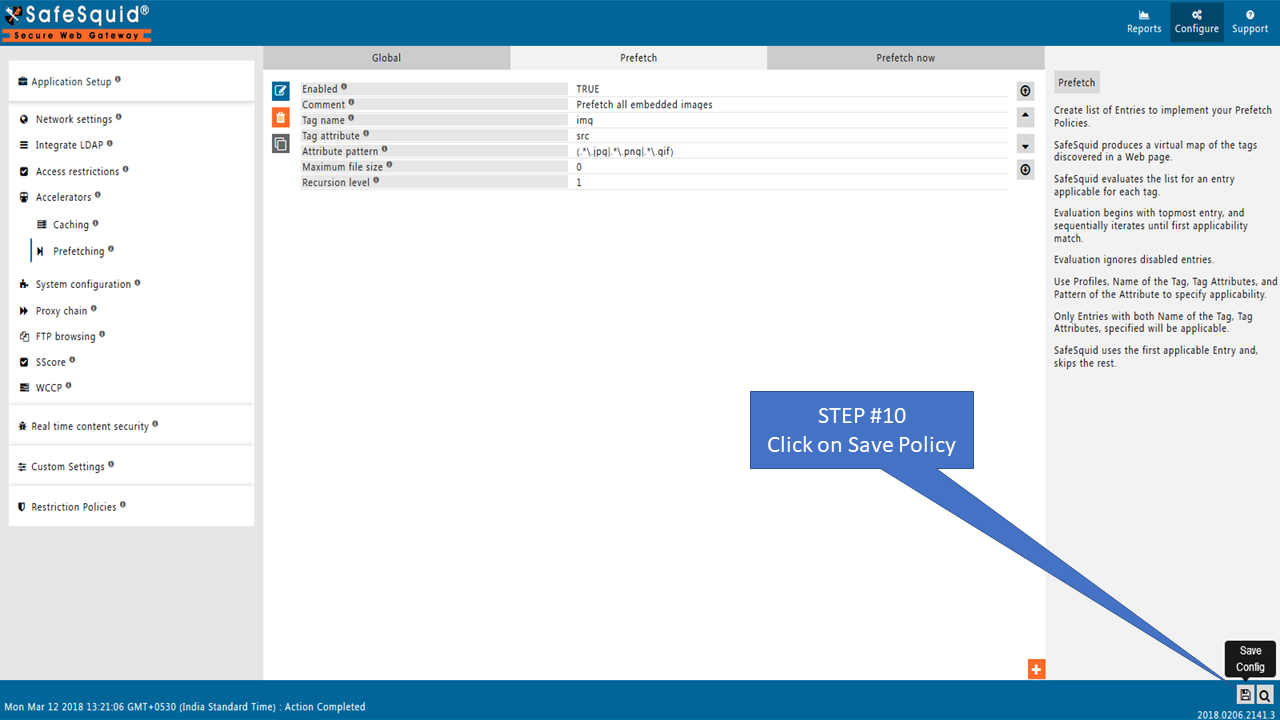 SafeSquid®
Secure Web Gateway
Reports
Configure
Support
Application Setup
Network settings
Integrate LDAP
Access restrictions
Accelerators
Caching
Prefetching
System configuration
Proxy chain
FTP browsing
SScore
WCCP
Real time content security
Custom Settings
Restriction Policies
Global
Prefetch
Prefetch now
Enabled TRUE
Comment Prefetch all embedded images
Tag name img
Tag attribute src
Attribute pattern (.*\.jpg|.*\.png|.*\.gif)
Maximum file size 0
Recursion level 1
Prefetch
Create list of Entries to implement your Prefetch
Policies.
SafeSquid produces a virtual map of the tags
discovered in a Web page.
SafeSquid evaluates the list for an entry
applicable for each tag.
Evaluation begins with topmost entry, and
sequentially iterates until first applicability
match.
Evaluation ignores disabled entries.
Use Profiles, Name of the Tag, Tag Attributes, and
Pattern of the Attribute to specify applicability.
Only Entries with both Name of the Tag, Tag
Attributes, specified will be applicable.
SafeSquid uses the first applicable Entry and,
skips the rest.
STEP #10
Click on Save Policy
Save
Config
Mon Mar 12 2018 13:21:06 GMT+0530 (India Standard Time) : Action Completed
2018.0206.2141.3